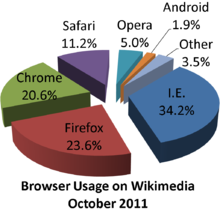 Android
1.9%
Opera
5.0%
Safari
11.2%
Other
3.5%
Chrome
20.6%
I.E.
34.2%
Firefox
23.6%
Browser Usage on Wikimedia
October 2011